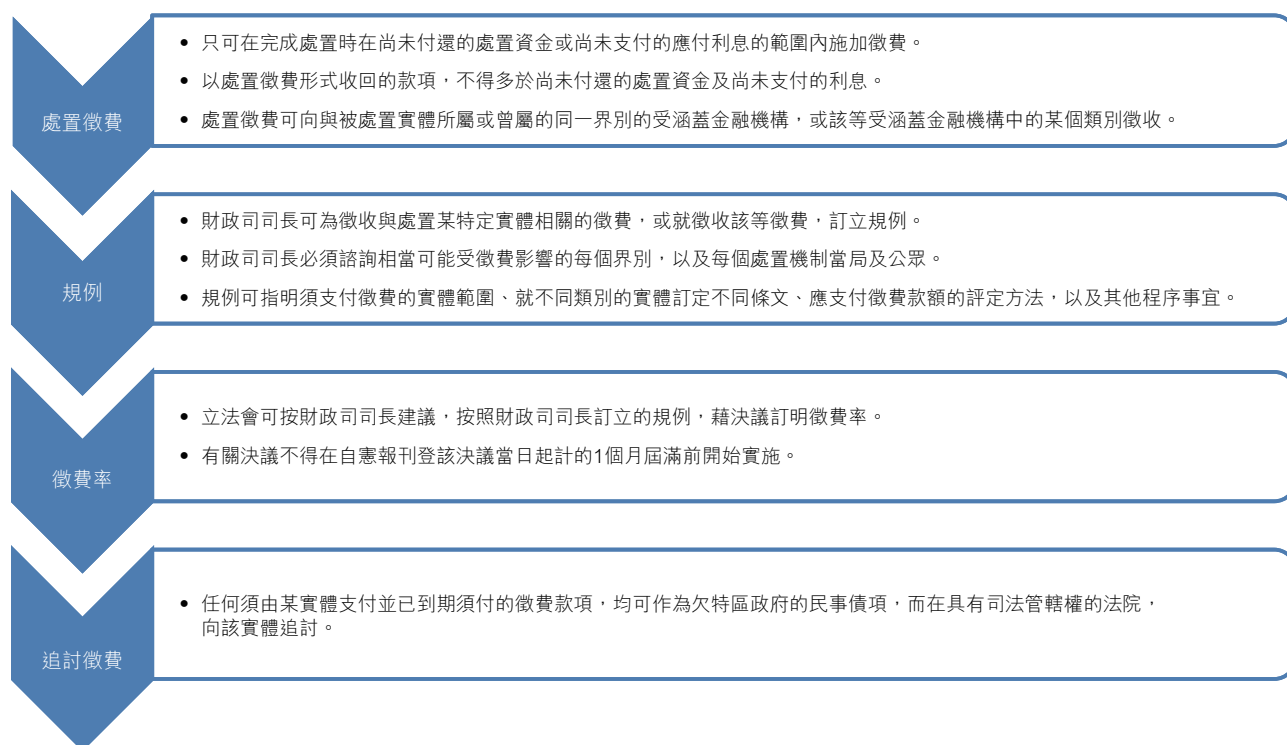 處置徵費
• 只可在完成處置時在尚未付還的處置資金或尚未支付的應付利息的範圍內施加徵費。
• 以處置徵費形式收回的款項，不得多於尚未付還的處置資金及尚未支付的利息。
• 處置徵費可向與被處置實體所屬或曾屬的同一界別的受涵蓋金融機構，或該等受涵蓋金融機構中的某個類別徵收。
規例
• 財政司司長可為徵收與處置某特定實體相關的徵費，或就徵收該等徵費，訂立規例。
• 財政司司長必須諮詢相當可能受徵費影響的每個界別，以及每個處置機制當局及公眾。
• 規例可指明須支付徵費的實體範圍、就不同類別的實體訂定不同條文、應支付徵費款額的評定方法，以及其他程序事宜。
徵費率
• 立法會可按財政司司長建議，按照財政司司長訂立的規例，藉決議訂明徵費率。
• 有關決議不得在自憲報刊登該決議當日起計的1個月屆滿前開始實施。
追討徵費
• 任何須由某實體支付並已到期須付的徵費款項，均可作為欠特區政府的民事債項，而在具有司法管轄權的法院，
向該實體追討。